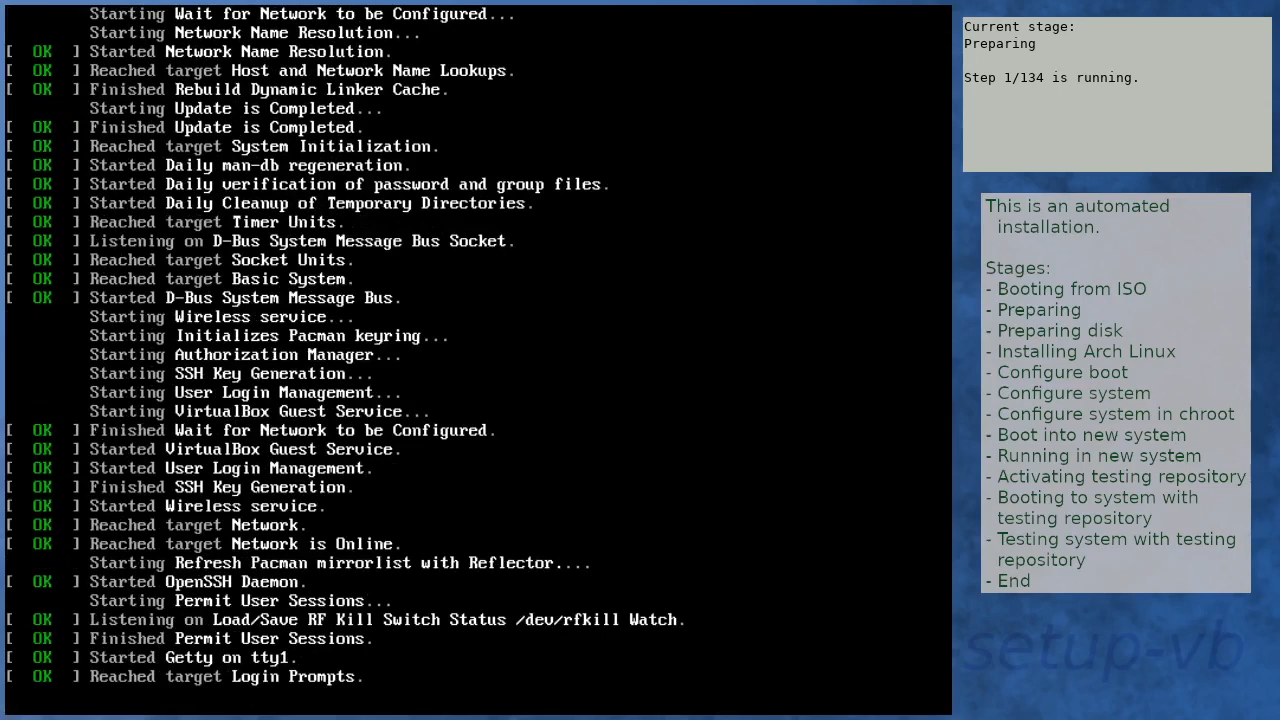 Starting Wait for Network to be Configured...
Starting Network Name Resolution...
[  OK  ] Started Network Name Resolution.
[  OK  ] Reached target Host and Network Name Lookups.
[  OK  ] Finished Rebuild Dynamic Linker Cache.
Starting Update is Completed...
[  OK  ] Finished Update is Completed.
[  OK  ] Reached target System Initialization.
[  OK  ] Started Daily man-db regeneration.
[  OK  ] Started Daily verification of password and group files.
[  OK  ] Started Daily Cleanup of Temporary Directories.
[  OK  ] Reached target Timer Units.
[  OK  ] Listening on D-Bus System Message Bus Socket.
[  OK  ] Reached target Socket Units.
[  OK  ] Reached target Basic System.
[  OK  ] Started D-Bus System Message Bus.
Starting Wireless service...
Starting Initializes Pacman keyring...
Starting Authorization Manager...
Starting SSH Key Generation...
Starting User Login Management...
Starting VirtualBox Guest Service...
[  OK  ] Finished Wait for Network to be Configured.
[  OK  ] Started VirtualBox Guest Service.
[  OK  ] Started User Login Management.
[  OK  ] Finished SSH Key Generation.
[  OK  ] Started Wireless service.
[  OK  ] Reached target Network.
[  OK  ] Reached target Network is Online.
Starting Refresh Pacman mirrorlist with Reflector....
[  OK  ] Started OpenSSH Daemon.
Starting Permit User Sessions...
[  OK  ] Listening on Load/Save RF Kill Switch Status /dev/rfkill Watch.
[  OK  ] Finished Permit User Sessions.
[  OK  ] Started Getty on tty1.
[  OK  ] Reached target Login Prompts.
Current stage:
Preparing
Step 1/134 is running.
This is an automated
installation.
Stages:
- Booting from ISO
- Preparing
- Preparing disk
- Installing Arch Linux
- Configure boot
- Configure system
- Configure system in chroot
- Boot into new system
- Running in new system
- Activating testing repository
- Booting to system with
testing repository
- Testing system with testing
repository
- End
-setup-vb